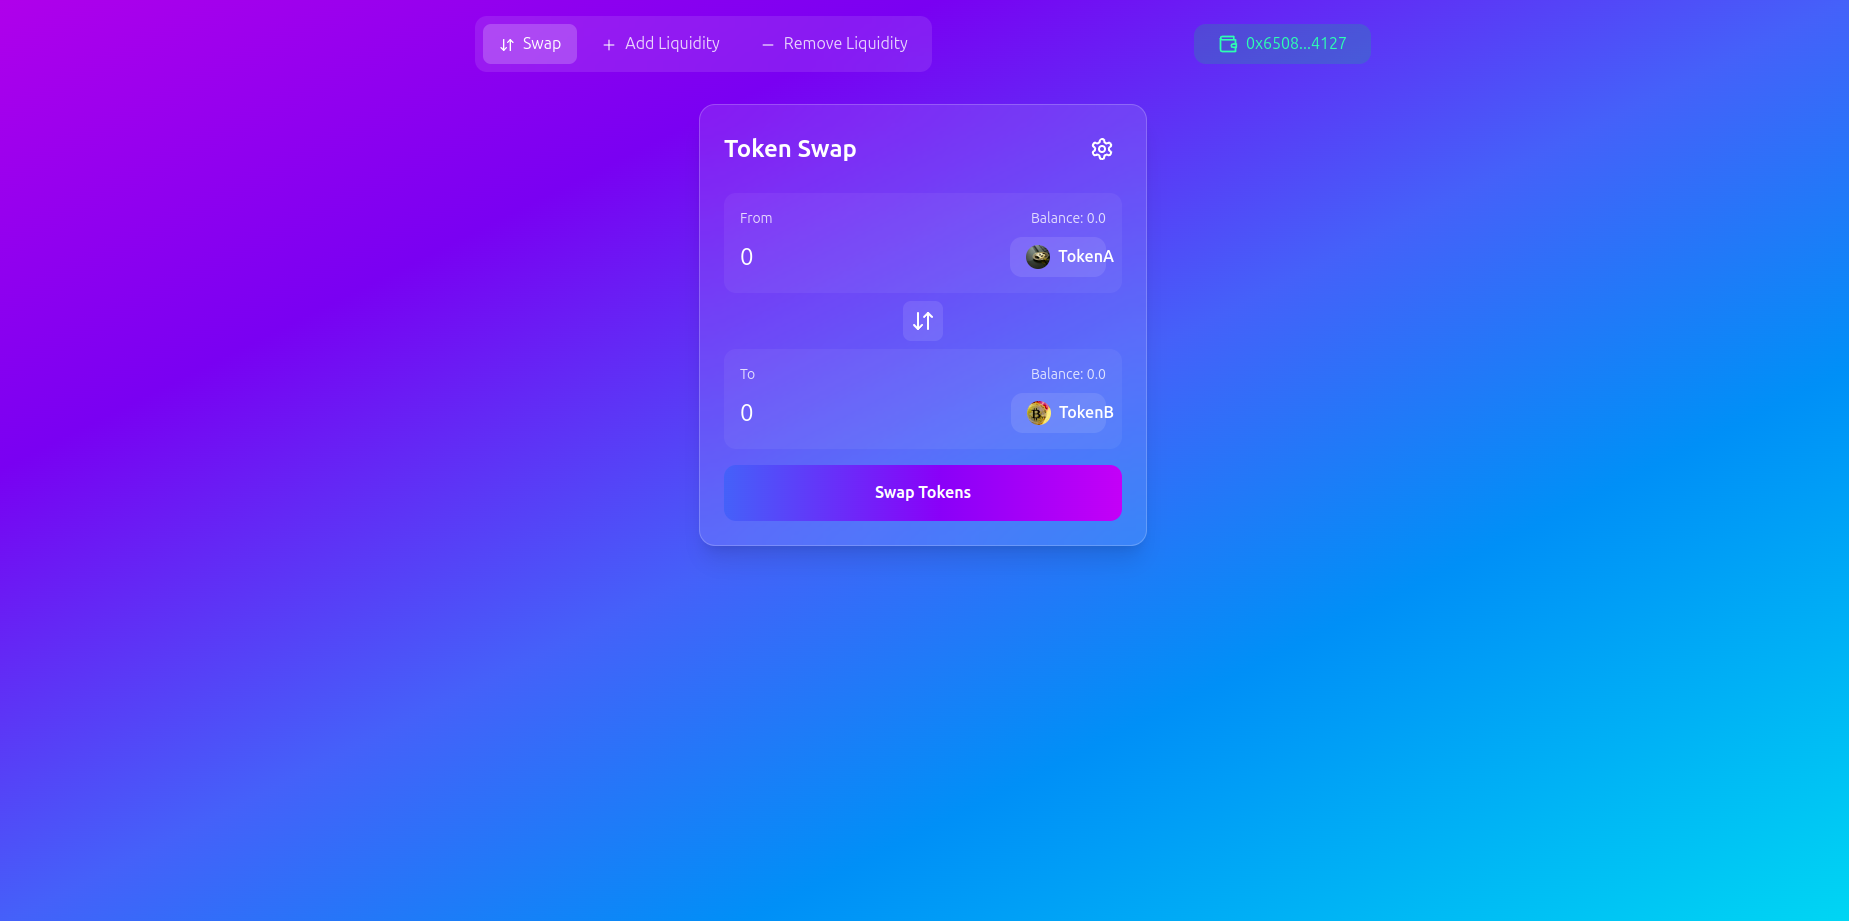 Swap
Add Liquidity
Remove Liquidity
0x6508...4127
Token Swap
From
Balance: 0.0
0
TokenA
To
Balance: 0.0
0
TokenB
Swap Tokens